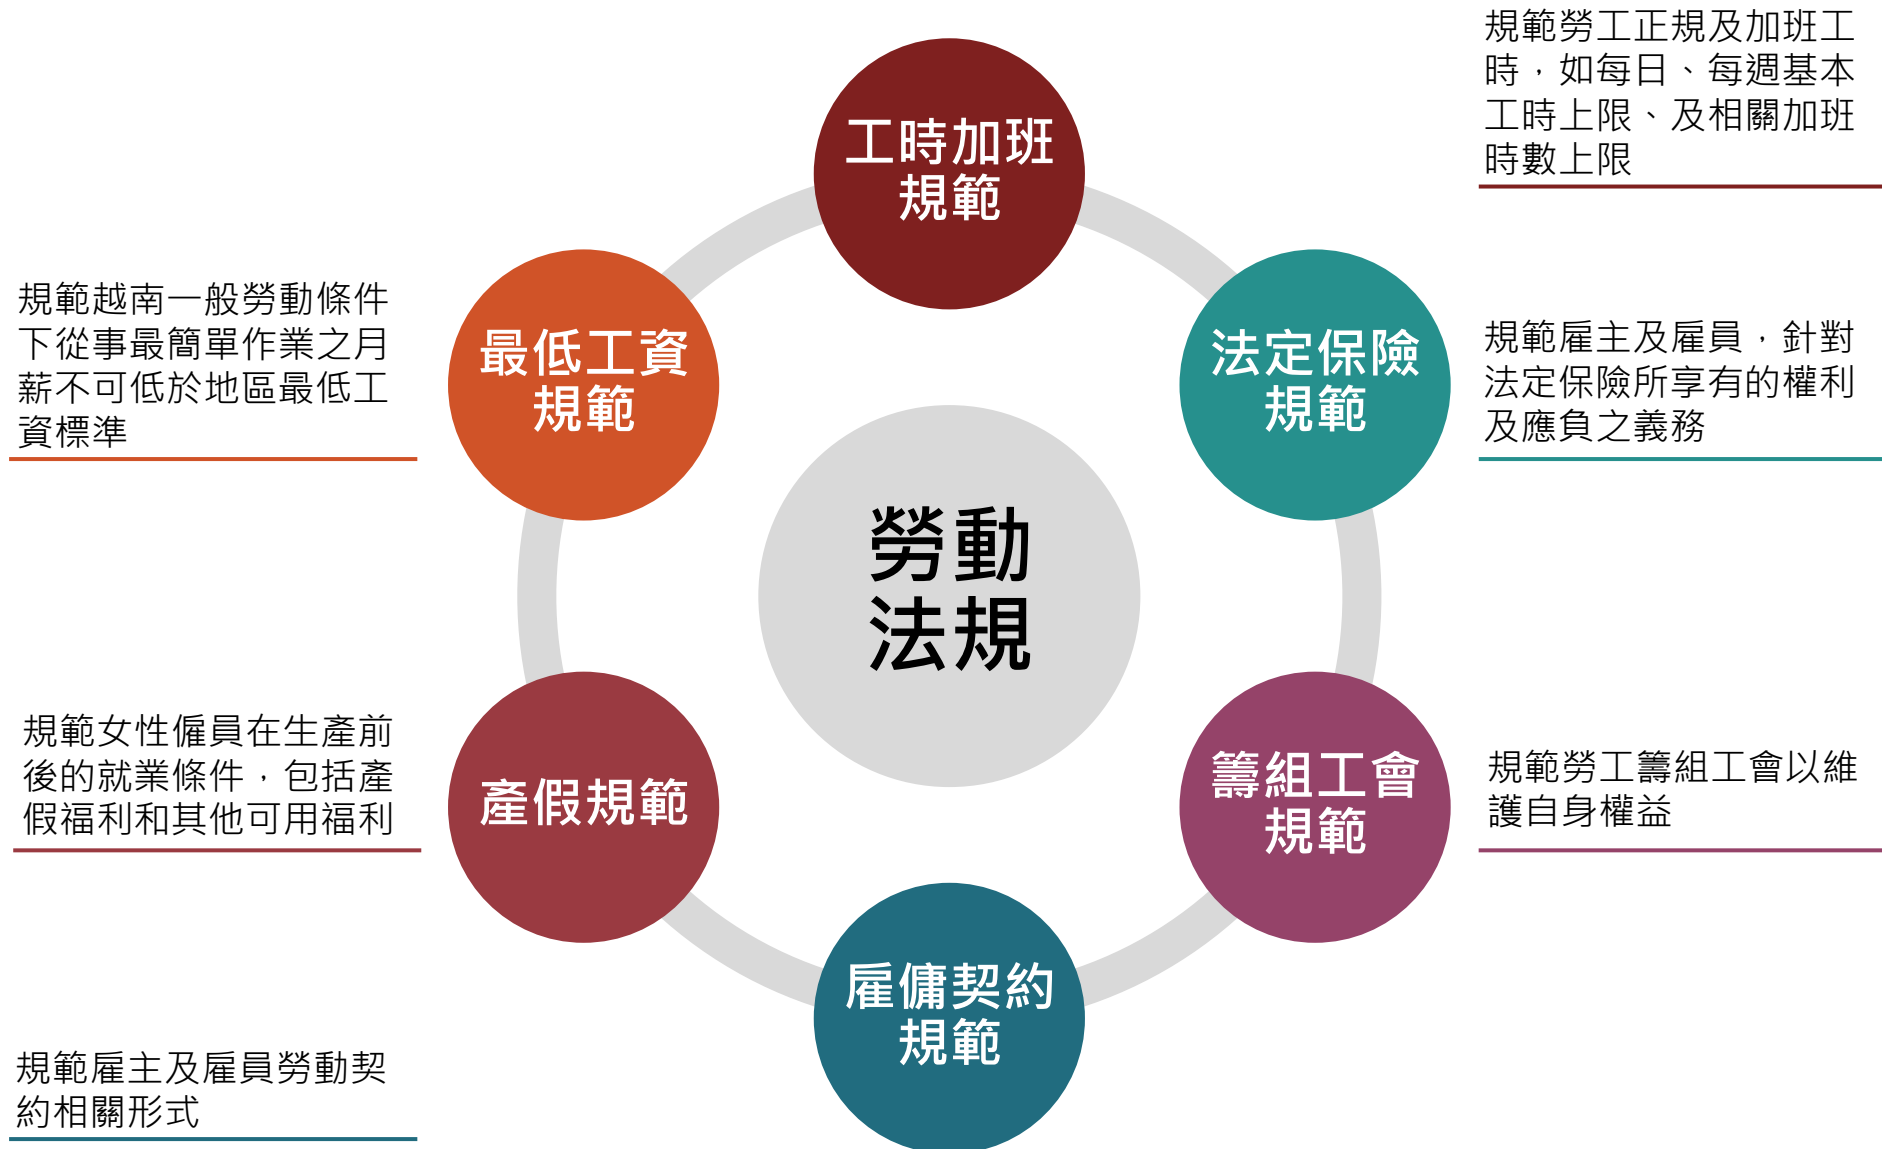 規範勞工正規及加班工
時，如每日、每週基本
工時上限、及相關加班
時數上限
工時加班
規範
規範越南一般勞動條件
下從事最簡單作業之月
薪不可低於地區最低工
資標準
最低工資
規範
法定保險
規範
規範雇主及雇員，針對
法定保險所享有的權利
及應負之義務
勞動
法規
規範女性僱員在生產前
後的就業條件，包括產
假福利和其他可用福利
產假規範
籌組工會
規範
規範勞工籌組工會以維
護自身權益
雇傭契約
規範
規範雇主及雇員勞動契
約相關形式